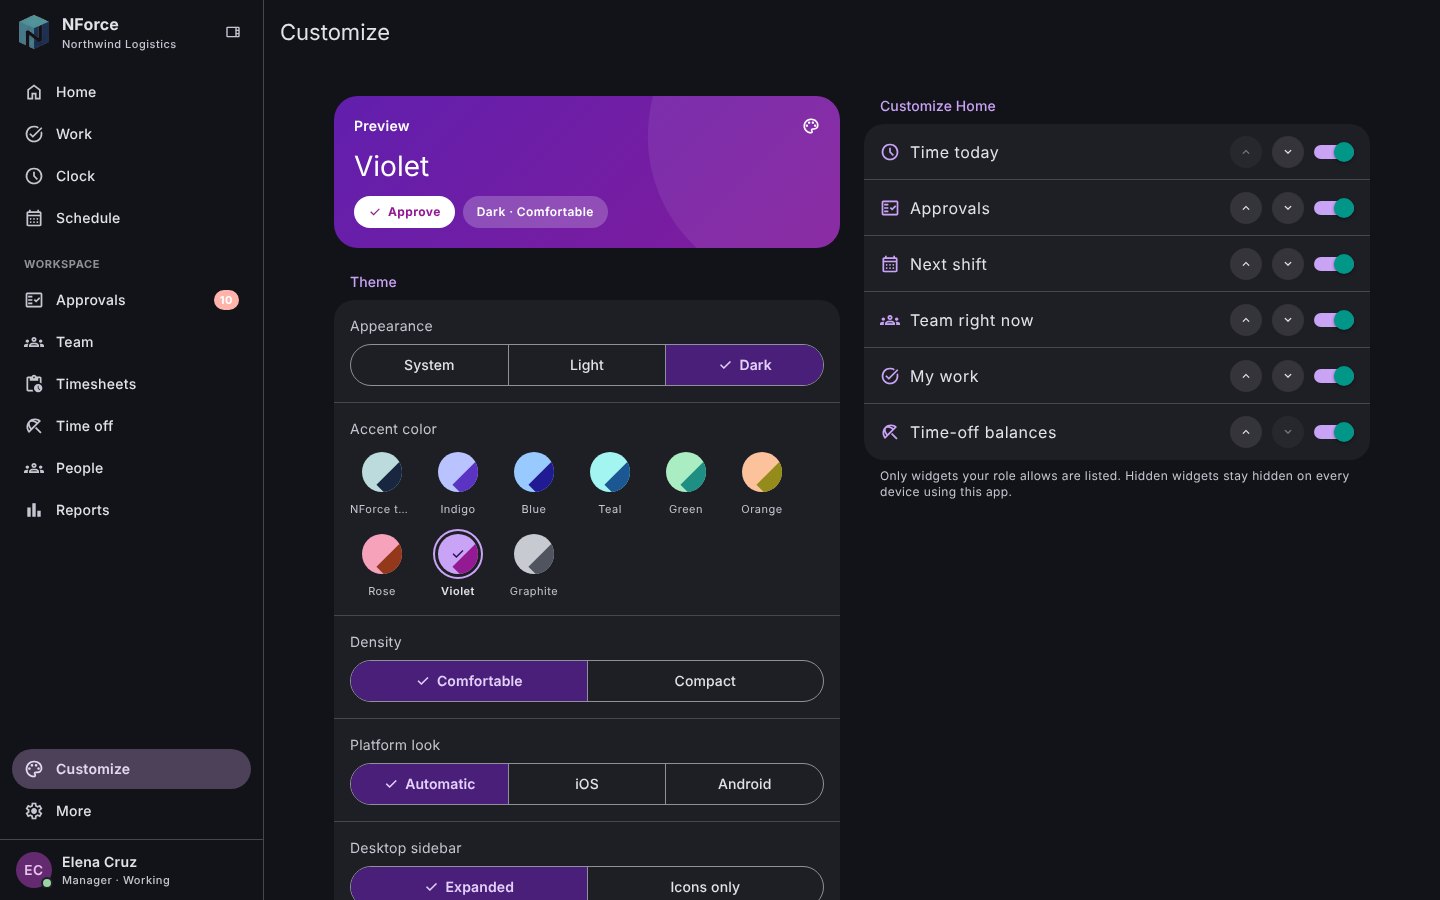 NForce
Northwind Logistics
Home
Work
Clock
Schedule
WORKSPACE
Approvals
10
Team
Timesheets
Time off
People
Reports
Customize
More
EC
Elena Cruz
Manager · Working
Customize
Preview
Violet
Approve
Dark · Comfortable
Theme
Appearance
System
Light
Dark
Accent color
NForce t...
Indigo
Blue
Teal
Green
Orange
Rose
Violet
Graphite
Density
Comfortable
Compact
Platform look
Automatic
iOS
Android
Desktop sidebar
Expanded
Icons only
Customize Home
Time today
Approvals
Next shift
Team right now
My work
Time-off balances
Only widgets your role allows are listed. Hidden widgets stay hidden on every
device using this app.